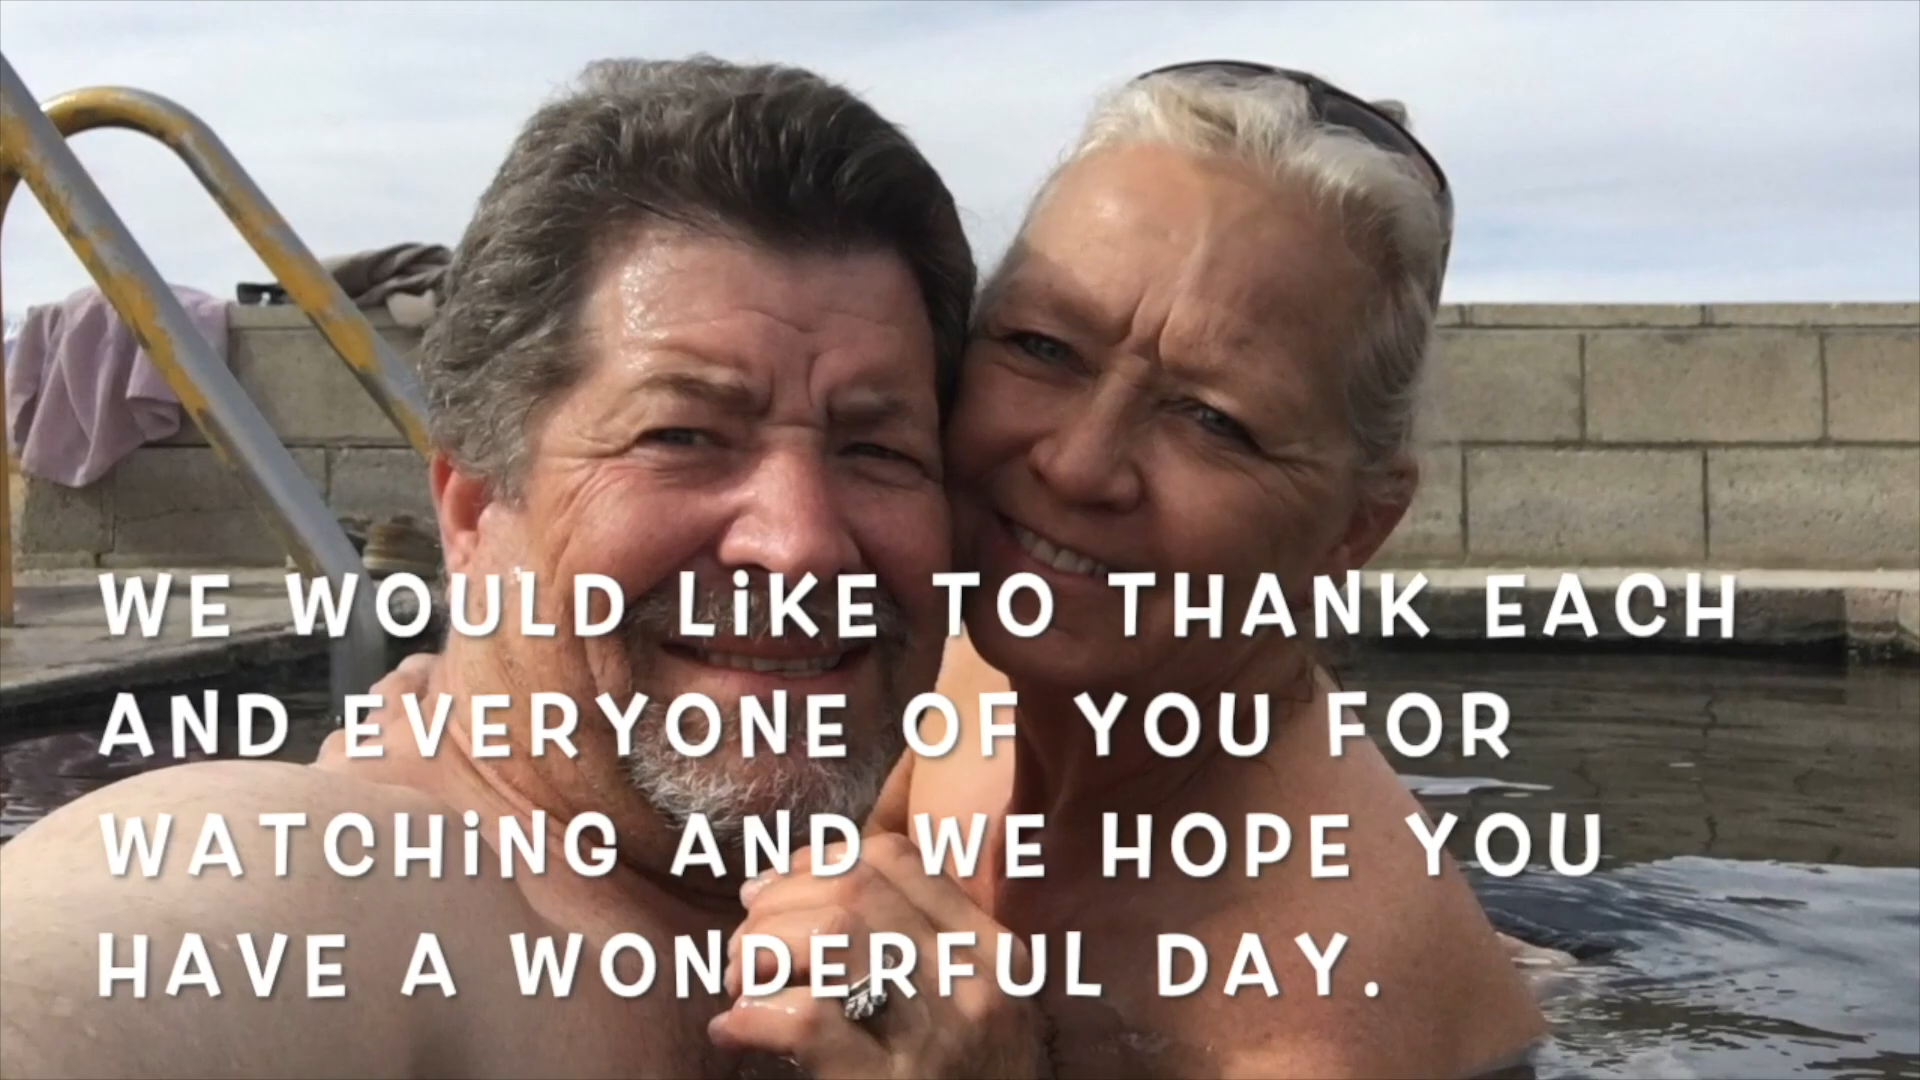 WE WOULD LiKE TO THANK EACH
AND EVERYONE OF YOU FOR
WATCHiNG AND WE HOPE YOU
HAVE A WONDERFUL DAY.